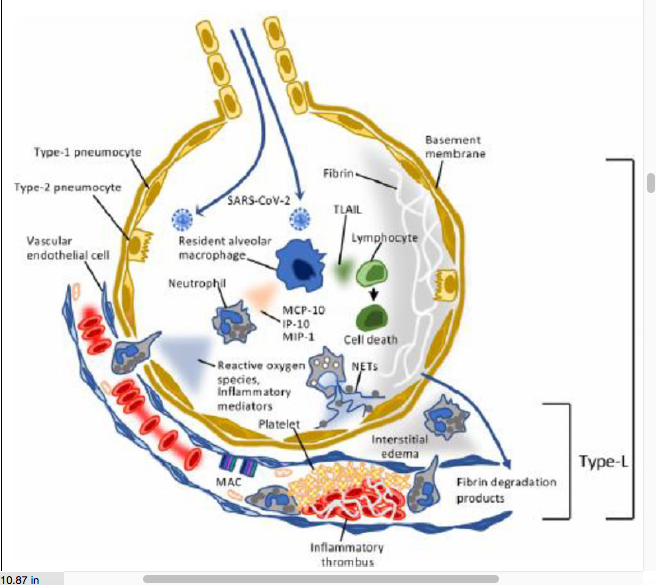 Basement
membrane
Type-1 pneumocyte
Fibrin
Type-2 pneumocyte
SARS-CoV-2
TLAIL
Vascular
endothelial cell
Resident alveolar
macrophage
Lymphocyte
Neutrophil
MCP-10
IP-10
MIP-1
Cell death
Reactive oxygen
species,
Inflammatory
mediators
NETs
Platelet
Interstitial
edema
Type-L
MAC
Fibrin degradation
products
Inflammatory
thrombus
10.87 in